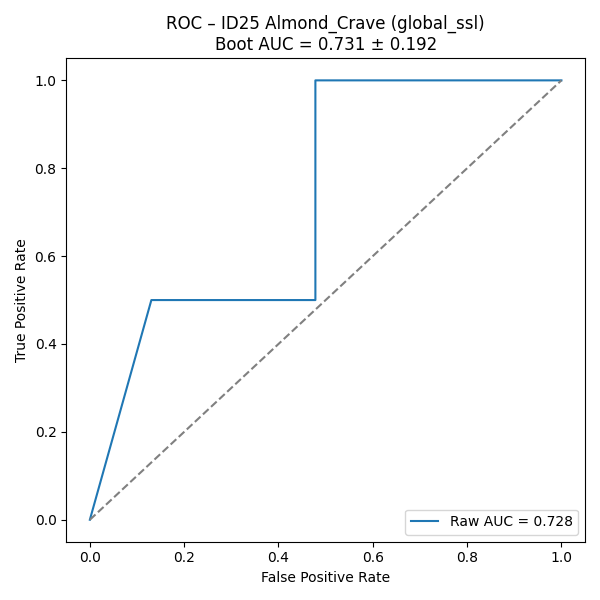 ROC – ID25 Almond_Crave (global_ssl)
Boot AUC = 0.731 ± 0.192
True Positive Rate
1.0
0.8
0.6
0.4
0.2
0.0
Raw AUC = 0.728
0.0 0.2 0.4 0.6 0.8 1.0
False Positive Rate